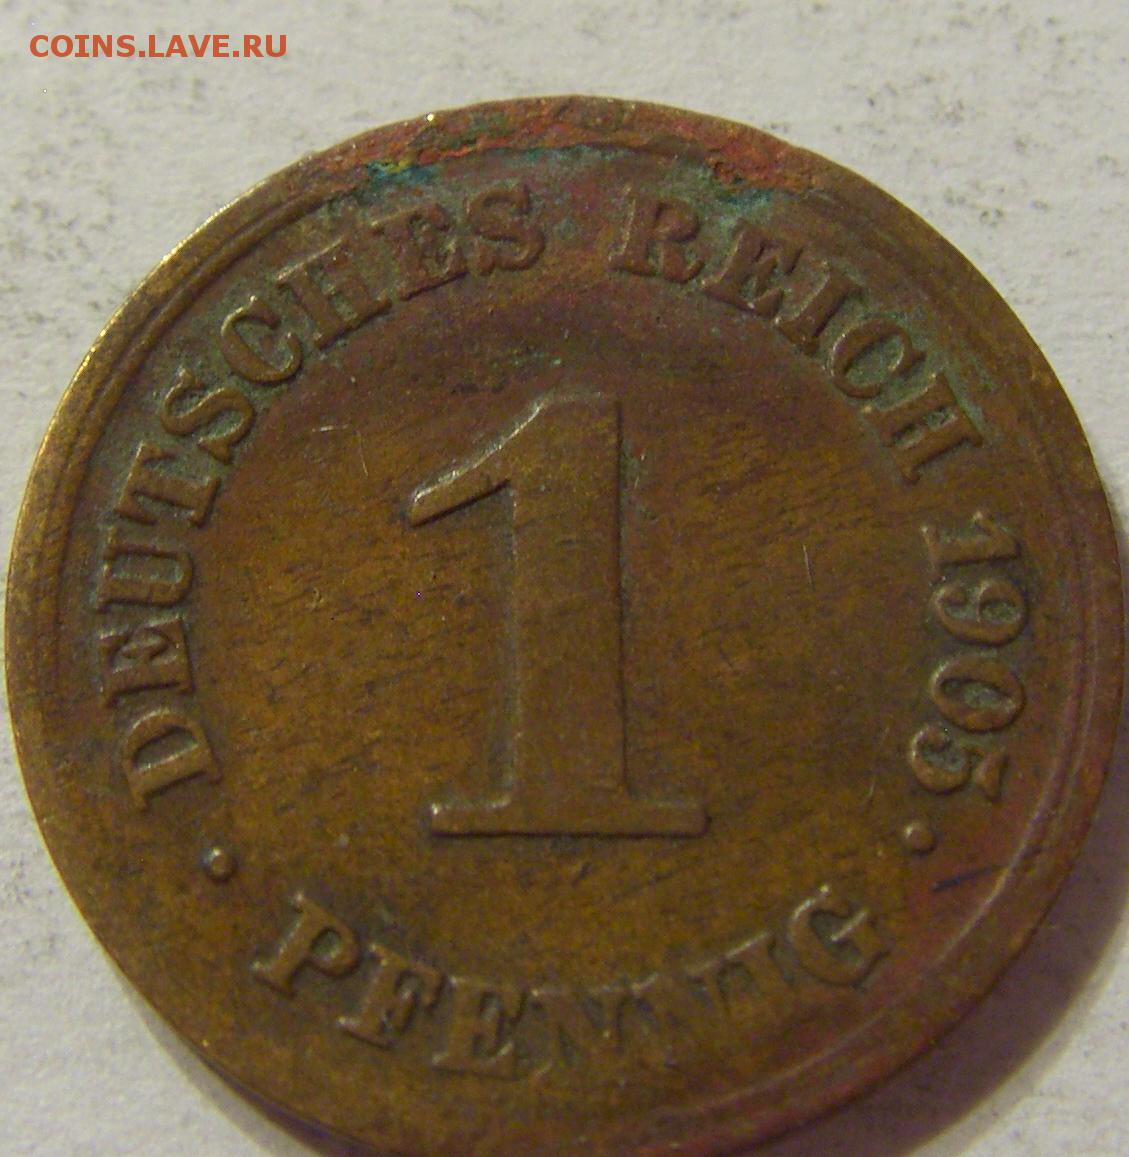 COINS.LAVE.RU
DEUTSCHES REICH 1905.
1
. PFENNIG